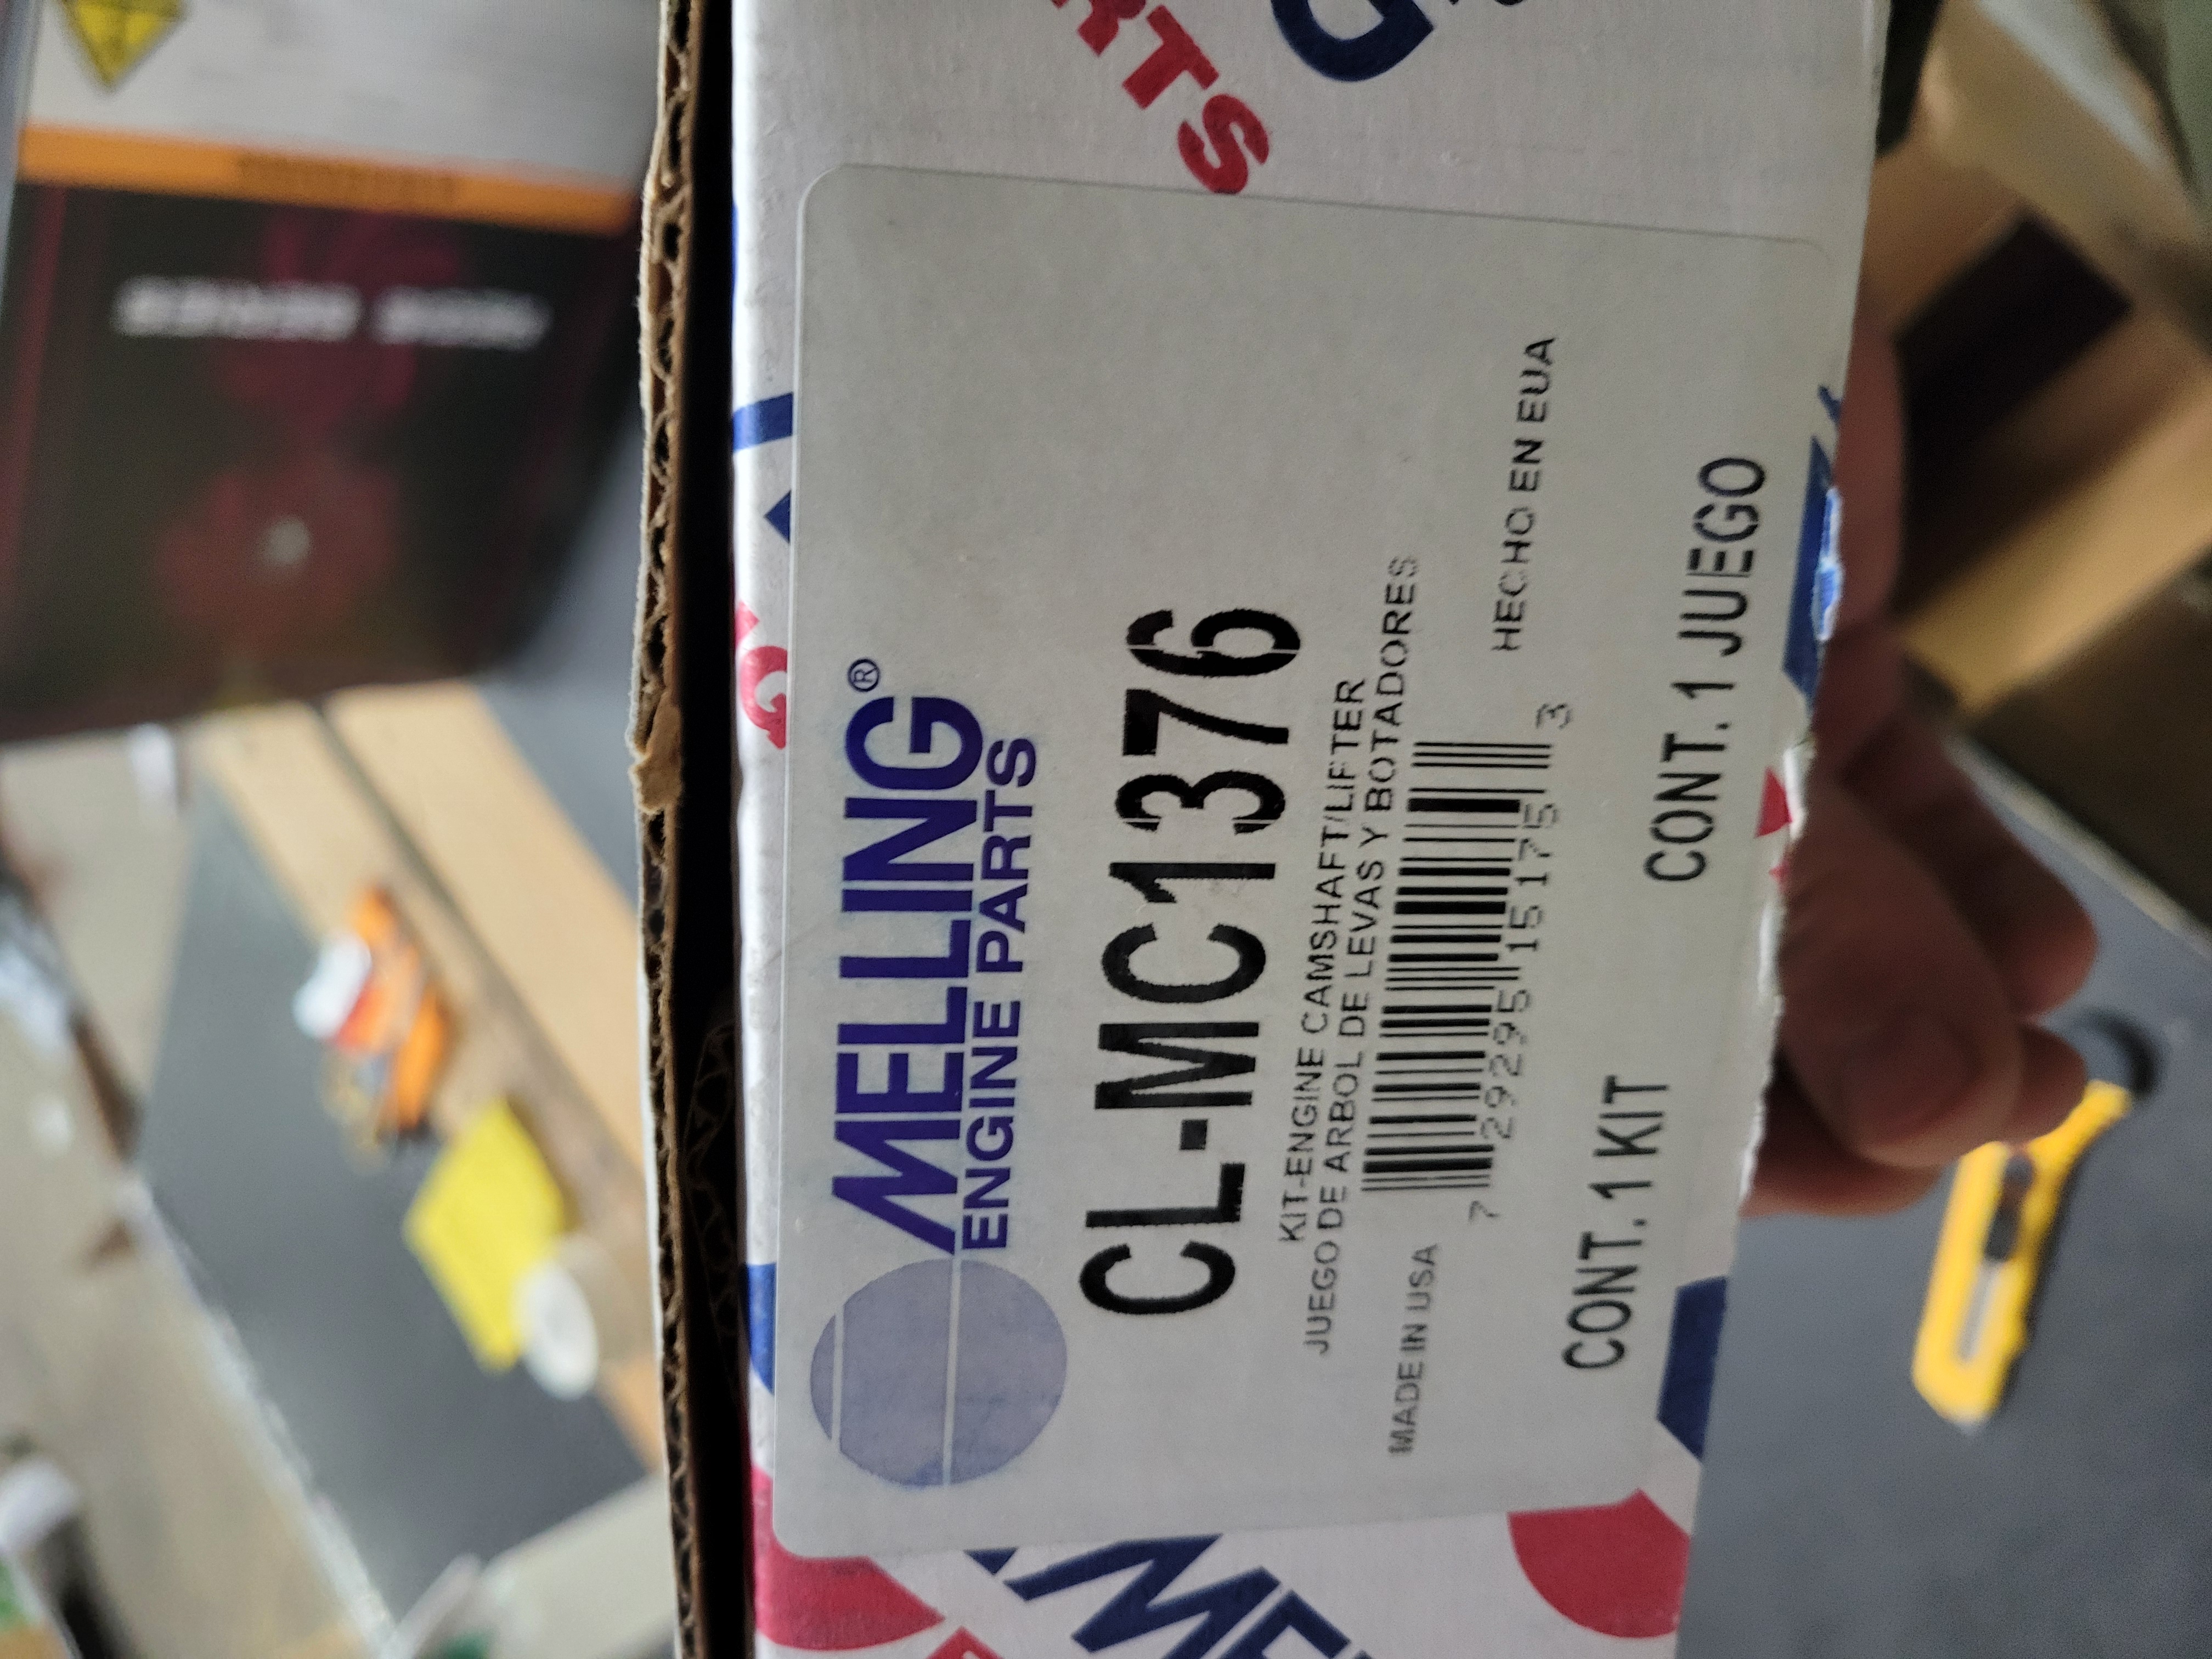 MELLING®
ENGINE PARTS
CL-MC1376
KIT-ENGINE CAMSHAFT/LIFTER
JUEGO DE ARBOL DE LEVAS Y BOTADORES
MADE IN USA
HECHO EN EUA
7 29295 15175 3
CONT. 1 KIT
CONT. 1 JUEGO